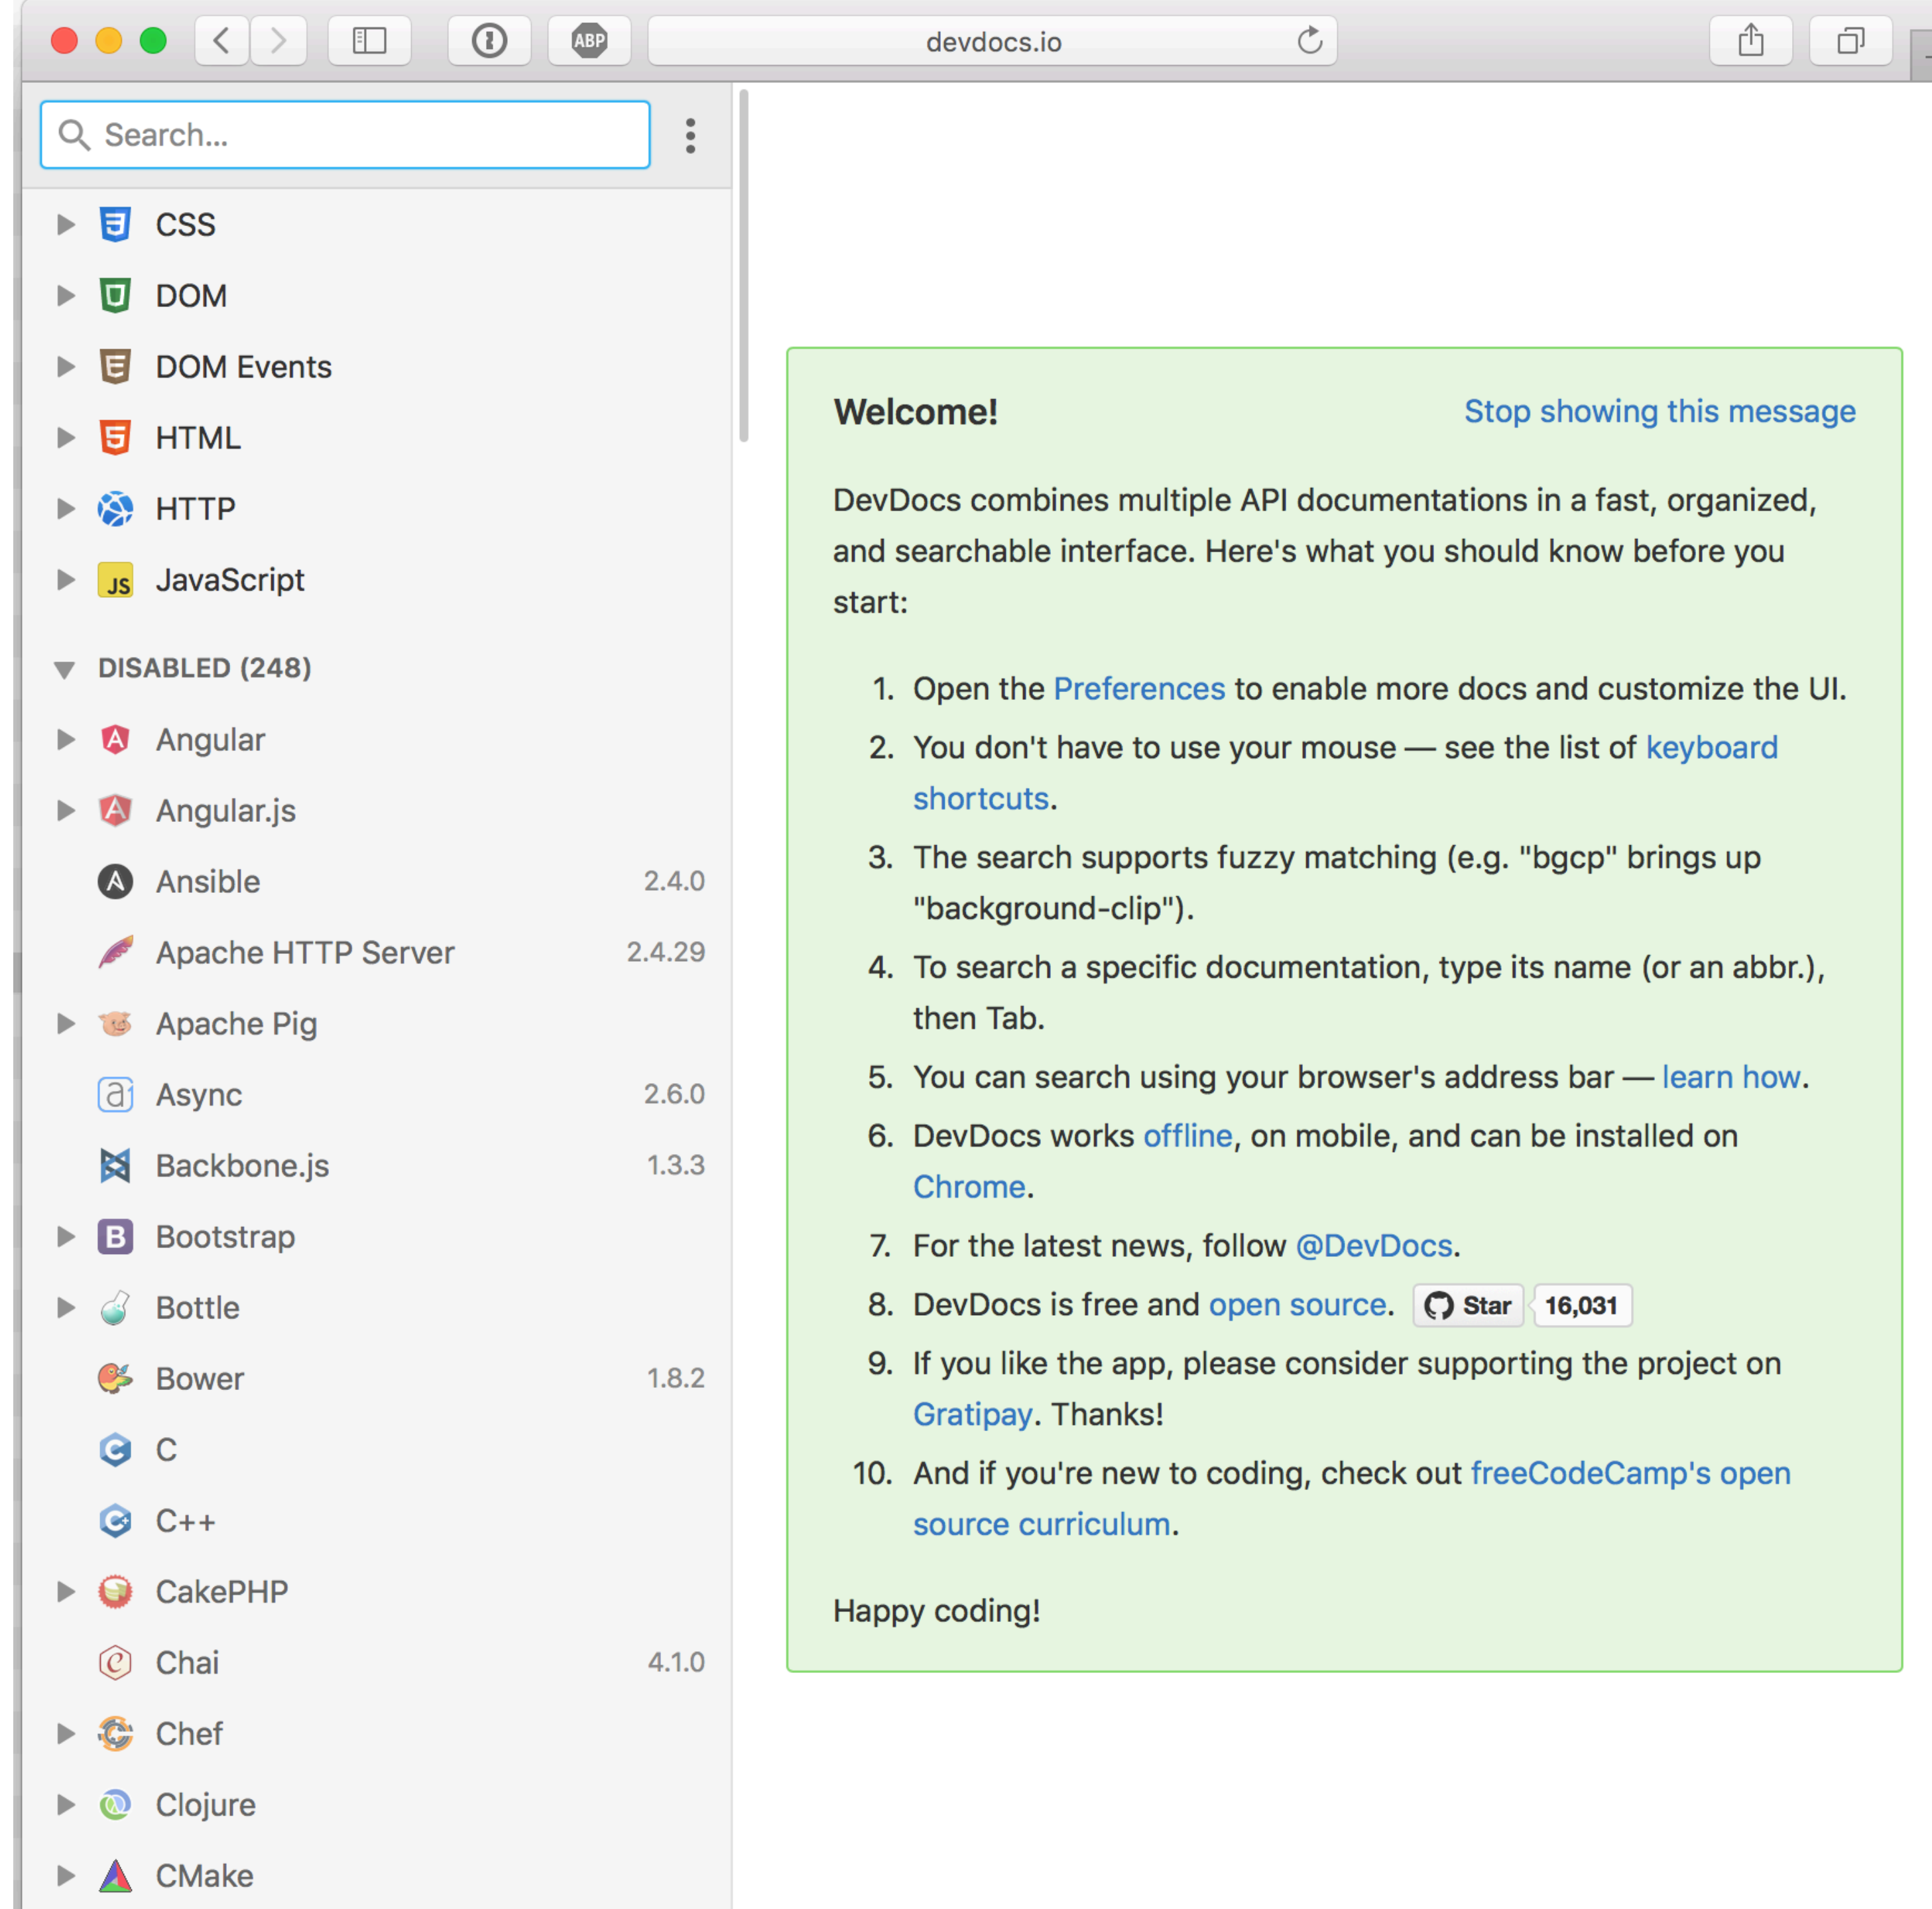 ABP
devdocs.io
Search...
CSS
DOM
DOM Events
HTML
HTTP
JS JavaScript
DISABLED (248)
Angular
Angular.js
Ansible 2.4.0
Apache HTTP Server 2.4.29
Apache Pig
Async 2.6.0
Backbone.js 1.3.3
B Bootstrap
Bottle
Bower 1.8.2
C
C++
CakePHP
Chai 4.1.0
Chef
Clojure
CMake
Welcome! Stop showing this message
DevDocs combines multiple API documentations in a fast, organized,
and searchable interface. Here's what you should know before you
start:
1. Open the Preferences to enable more docs and customize the UI.
2. You don't have to use your mouse — see the list of keyboard
shortcuts.
3. The search supports fuzzy matching (e.g. "bgcp" brings up
"background-clip").
4. To search a specific documentation, type its name (or an abbr.),
then Tab.
5. You can search using your browser's address bar — learn how.
6. DevDocs works offline, on mobile, and can be installed on
Chrome.
7. For the latest news, follow @DevDocs.
8. DevDocs is free and open source. Star 16,031
9. If you like the app, please consider supporting the project on
Gratipay. Thanks!
10. And if you're new to coding, check out freeCodeCamp's open
source curriculum.
Happy coding!